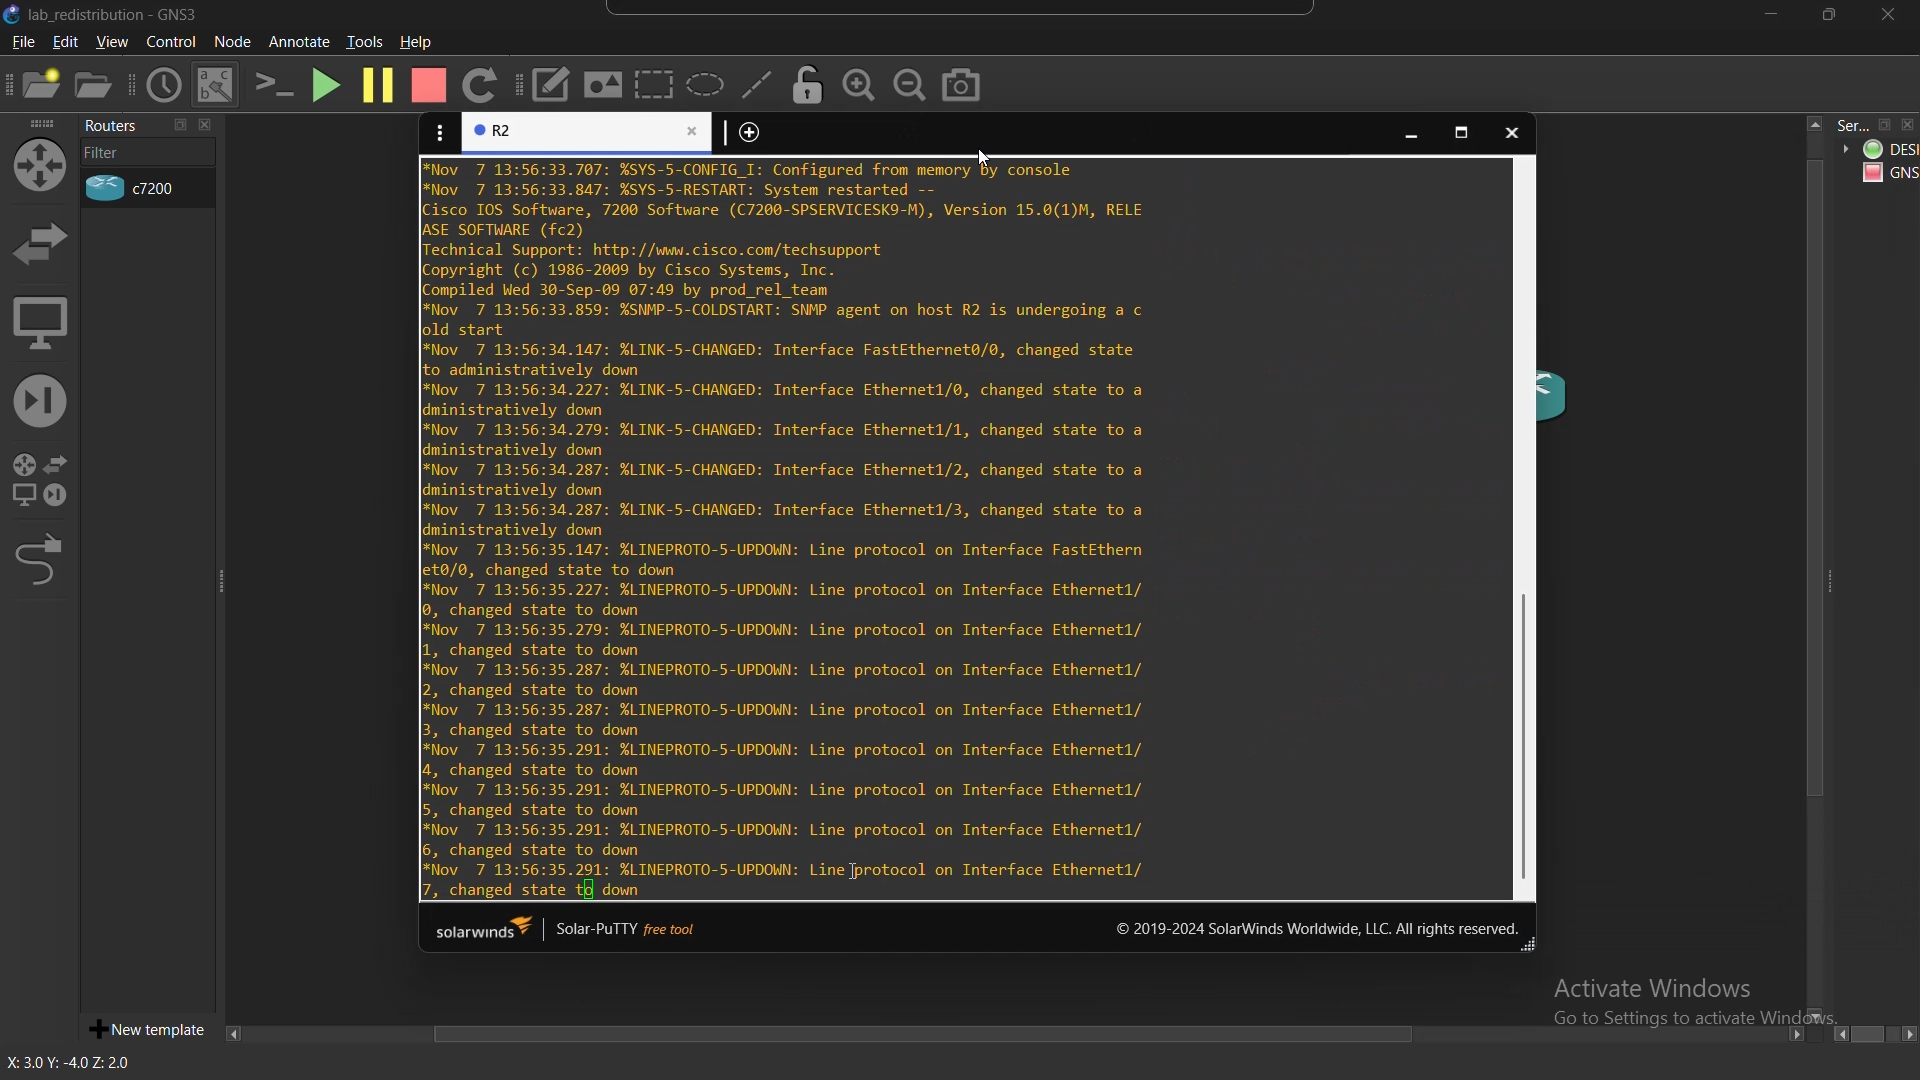 lab_redistribution - GNS3
File Edit View Control Node Annotate Tools Help
Routers
Ser...
R2
Filter
c7200
DESI
GNS
*Nov  7 13:56:33.707: %SYS-5-CONFIG_I: Configured from memory by console
*Nov  7 13:56:33.847: %SYS-5-RESTART: System restarted --
Cisco IOS Software, 7200 Software (C7200-SPSERVICESK9-M), Version 15.0(1)M, RELE
ASE SOFTWARE (fc2)
Technical Support: http://www.cisco.com/techsupport
Copyright (c) 1986-2009 by Cisco Systems, Inc.
Compiled Wed 30-Sep-09 07:49 by prod_rel_team
*Nov  7 13:56:33.859: %SNMP-5-COLDSTART: SNMP agent on host R2 is undergoing a c
old start
*Nov  7 13:56:34.147: %LINK-5-CHANGED: Interface FastEthernet0/0, changed state
to administratively down
*Nov  7 13:56:34.227: %LINK-5-CHANGED: Interface Ethernet1/0, changed state to a
dministratively down
*Nov  7 13:56:34.279: %LINK-5-CHANGED: Interface Ethernet1/1, changed state to a
dministratively down
*Nov  7 13:56:34.287: %LINK-5-CHANGED: Interface Ethernet1/2, changed state to a
dministratively down
*Nov  7 13:56:34.287: %LINK-5-CHANGED: Interface Ethernet1/3, changed state to a
dministratively down
*Nov  7 13:56:35.147: %LINEPROTO-5-UPDOWN: Line protocol on Interface FastEthern
et0/0, changed state to down
*Nov  7 13:56:35.227: %LINEPROTO-5-UPDOWN: Line protocol on Interface Ethernet1/
0, changed state to down
*Nov  7 13:56:35.279: %LINEPROTO-5-UPDOWN: Line protocol on Interface Ethernet1/
1, changed state to down
*Nov  7 13:56:35.287: %LINEPROTO-5-UPDOWN: Line protocol on Interface Ethernet1/
2, changed state to down
*Nov  7 13:56:35.287: %LINEPROTO-5-UPDOWN: Line protocol on Interface Ethernet1/
3, changed state to down
*Nov  7 13:56:35.291: %LINEPROTO-5-UPDOWN: Line protocol on Interface Ethernet1/
4, changed state to down
*Nov  7 13:56:35.291: %LINEPROTO-5-UPDOWN: Line protocol on Interface Ethernet1/
5, changed state to down
*Nov  7 13:56:35.291: %LINEPROTO-5-UPDOWN: Line protocol on Interface Ethernet1/
6, changed state to down
*Nov  7 13:56:35.291: %LINEPROTO-5-UPDOWN: Line protocol on Interface Ethernet1/
7, changed state to down
solarwinds Solar-PuTTY free tool © 2019-2024 SolarWinds Worldwide, LLC. All rights reserved.
Activate Windows
Go to Settings to activate Windows.
New template
X: 3.0 Y: -4.0 Z: 2.0